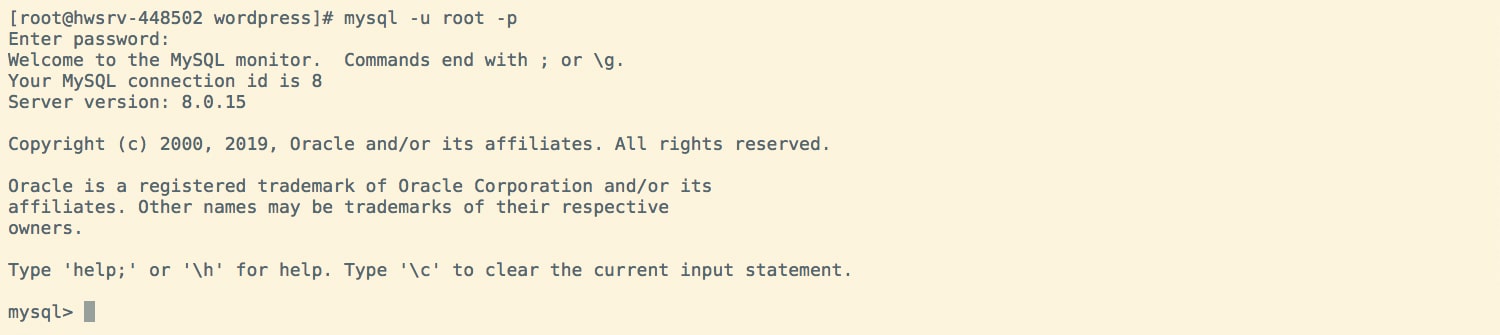 [root@hwsrv-448502 wordpress]# mysql -u root -p
Enter password:
Welcome to the MySQL monitor.  Commands end with ; or \g.
Your MySQL connection id is 8
Server version: 8.0.15
Copyright (c) 2000, 2019, Oracle and/or its affiliates. All rights reserved.
Oracle is a registered trademark of Oracle Corporation and/or its
affiliates. Other names may be trademarks of their respective
owners.
Type 'help;' or '\h' for help. Type '\c' to clear the current input statement.
mysql>